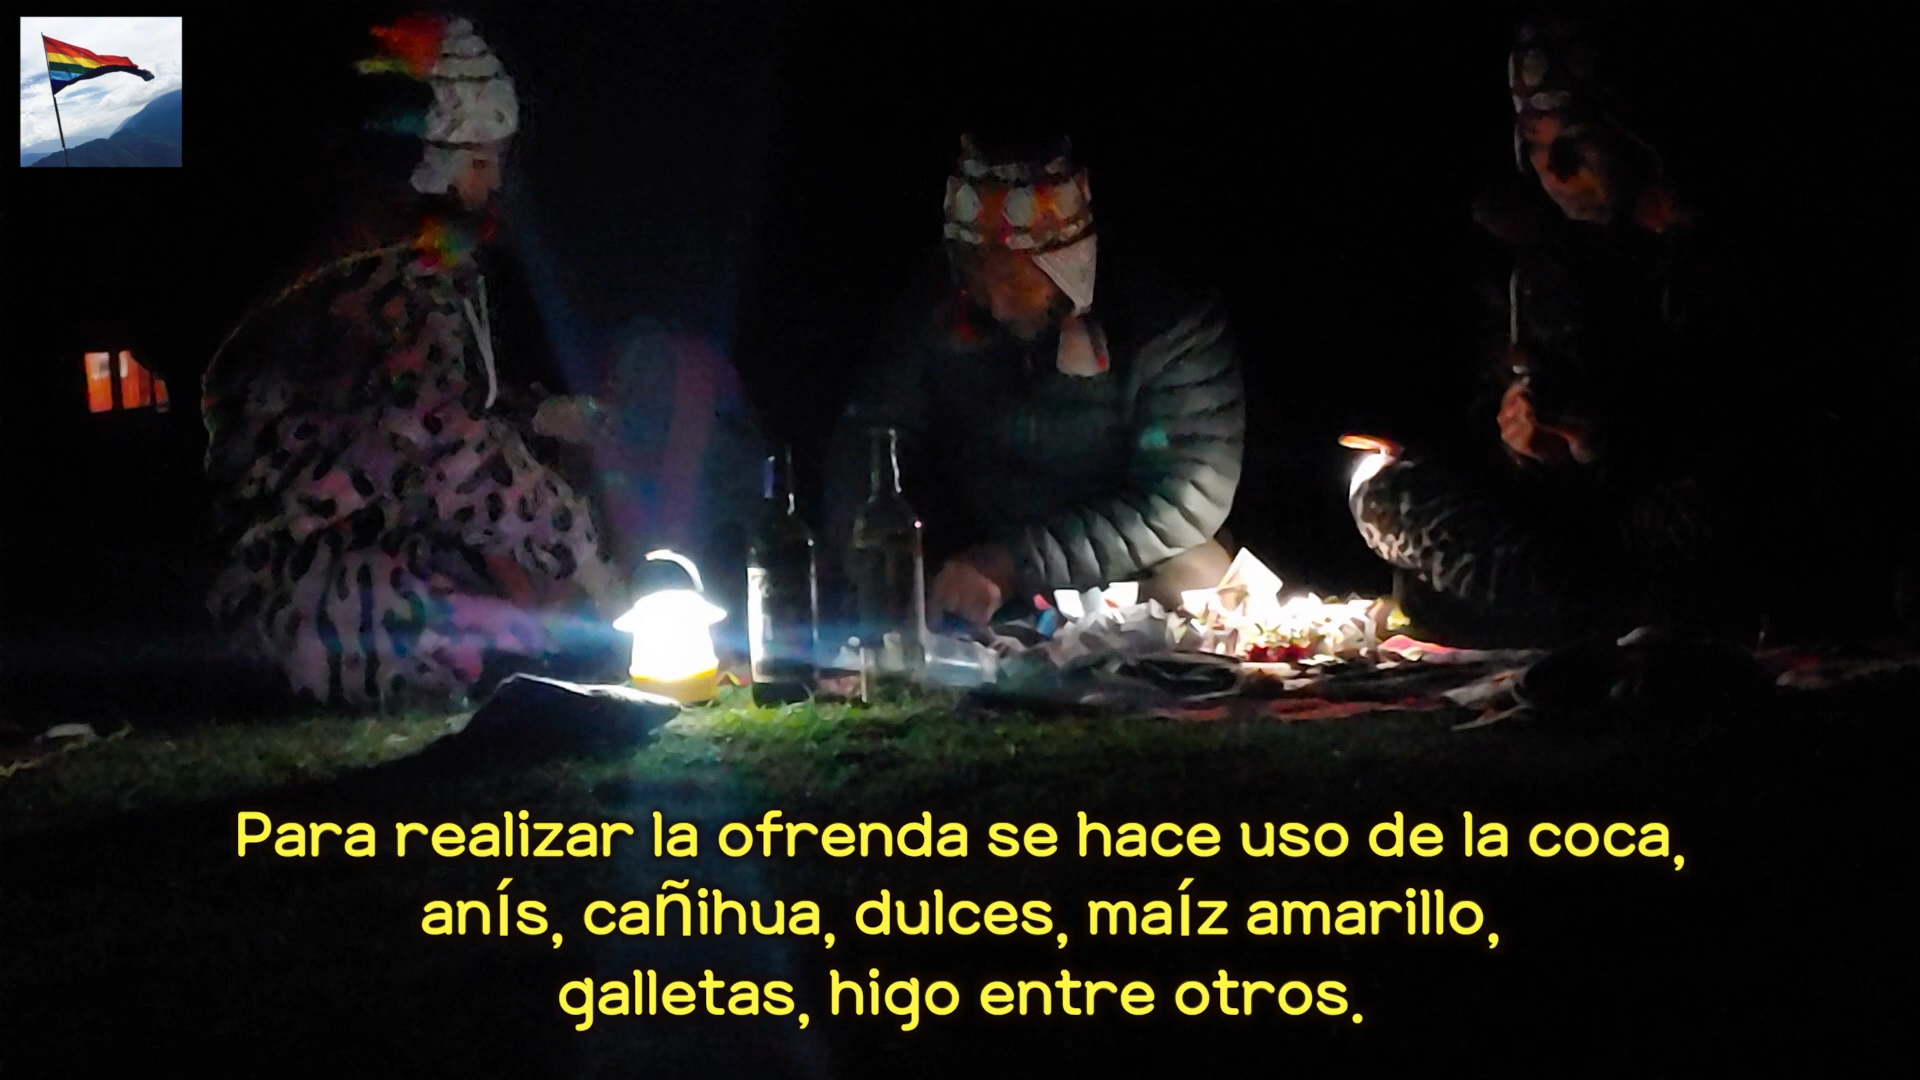 Para realizar la ofrenda se hace uso de la coca,
anís, cañihua, dulces, maíz amarillo,
galletas, higo entre otros.